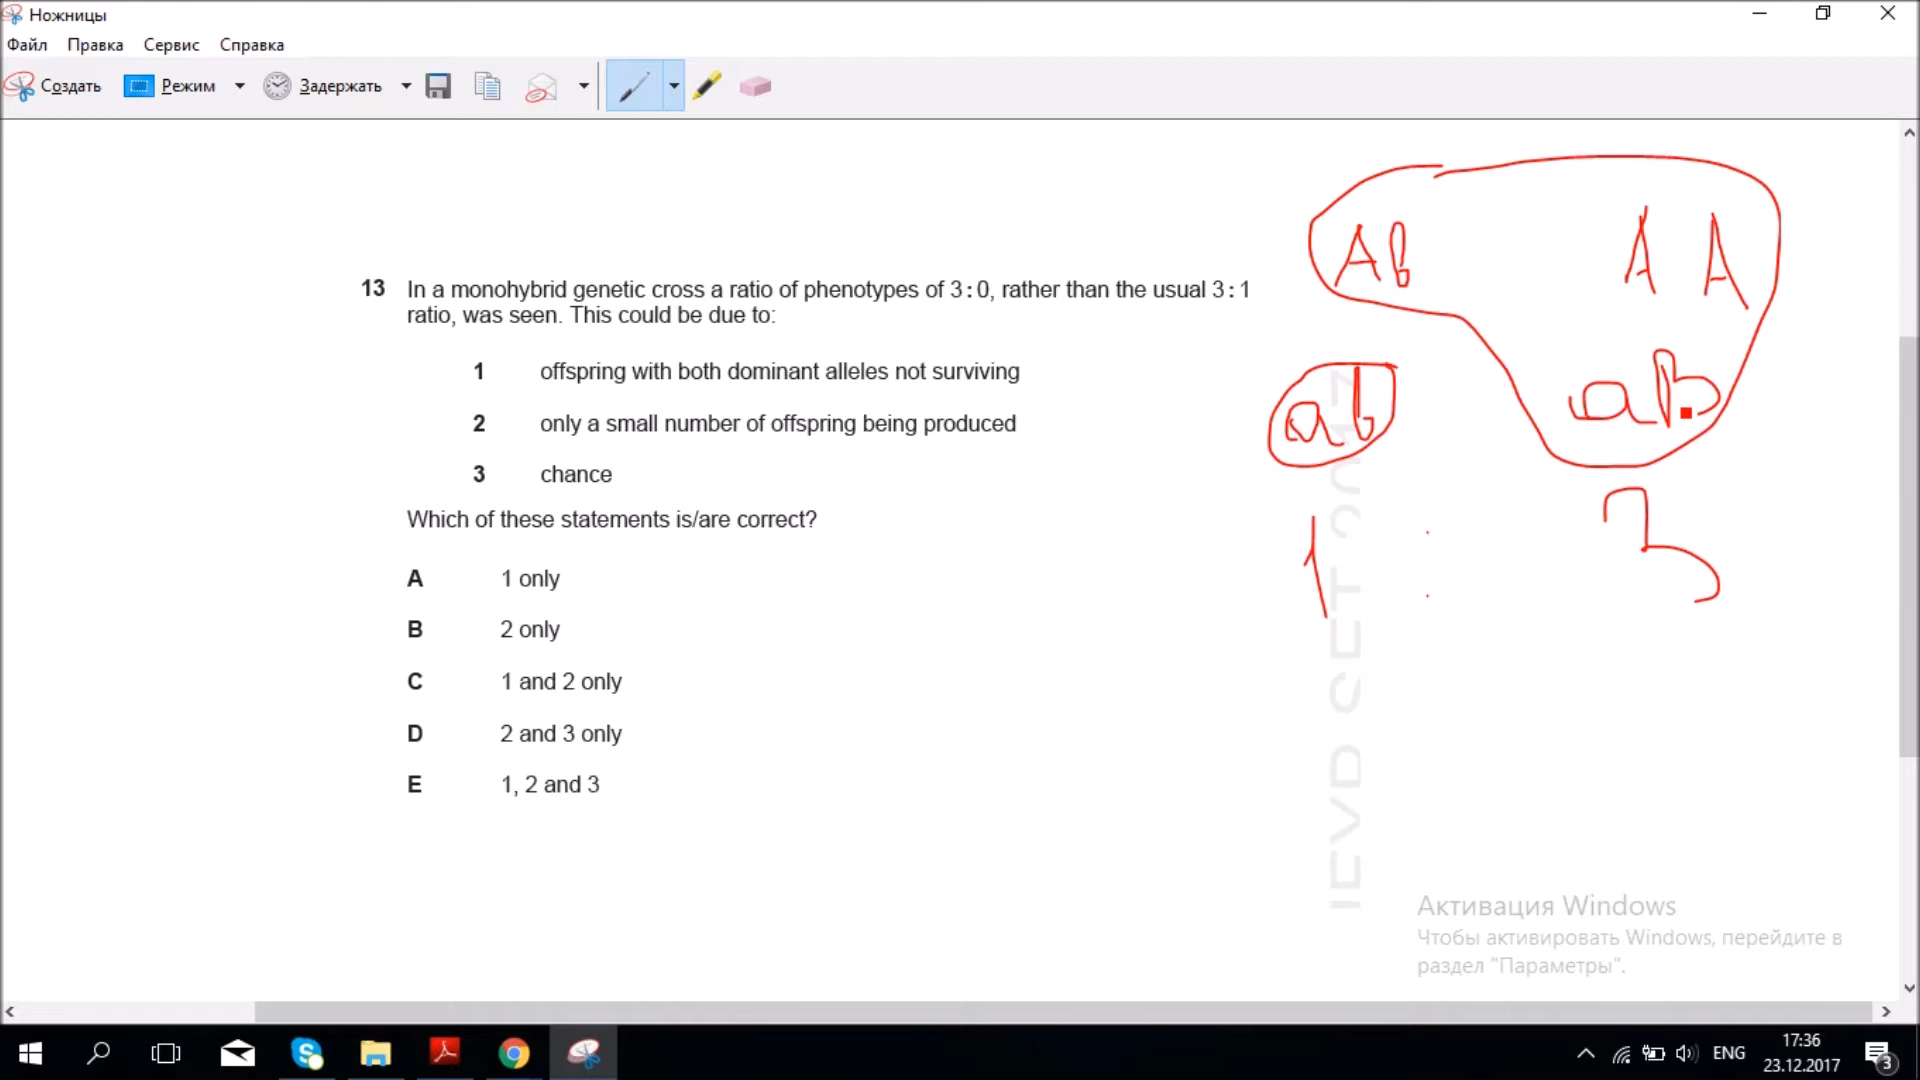 Ножницы
Файл Правка Сервис Справка
Создать Режим Задержать
13 In a monohybrid genetic cross a ratio of phenotypes of 3 : 0, rather than the usual 3 : 1
ratio, was seen. This could be due to:
1 offspring with both dominant alleles not surviving
2 only a small number of offspring being produced
3 chance
Which of these statements is/are correct?
A 1 only
B 2 only
C 1 and 2 only
D 2 and 3 only
E 1, 2 and 3
A A
ab
aB
1 : 3
Активация Windows
Чтобы активировать Windows, перейдите в
раздел "Параметры".
ENG
17:36
23.12.2017
3